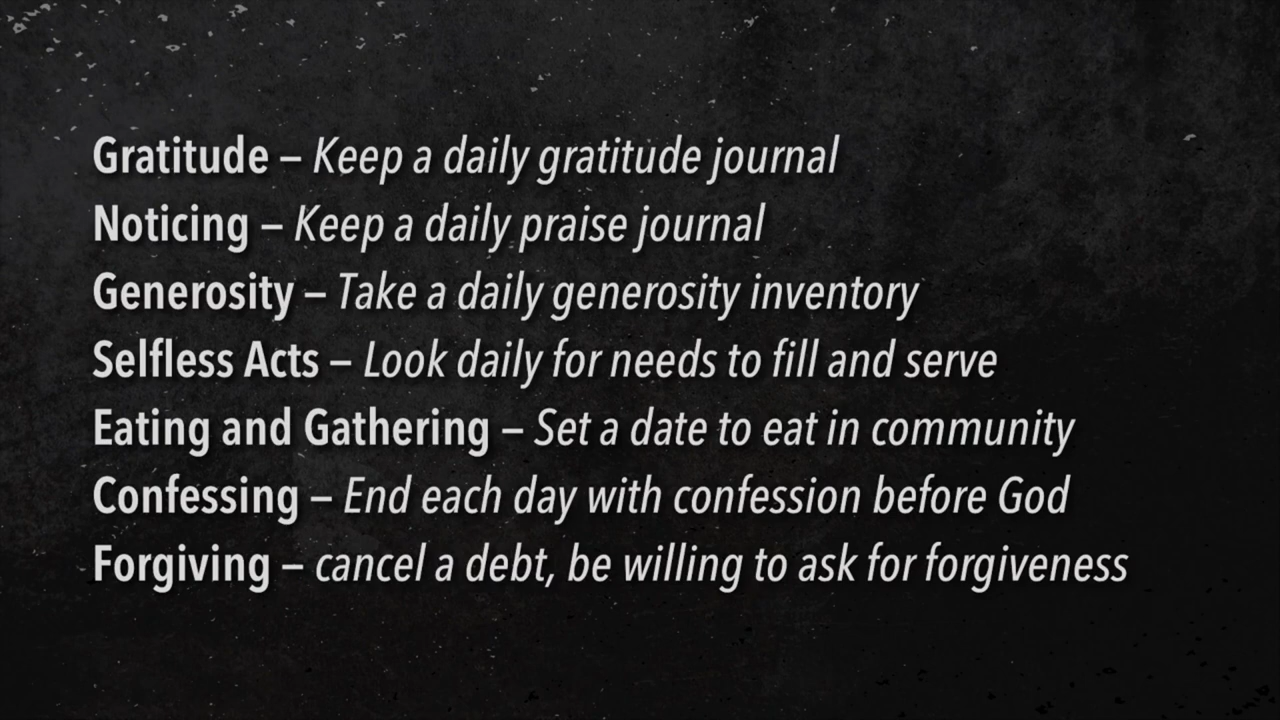 Gratitude – Keep a daily gratitude journal
Noticing – Keep a daily praise journal
Generosity – Take a daily generosity inventory
Selfless Acts – Look daily for needs to fill and serve
Eating and Gathering – Set a date to eat in community
Confessing – End each day with confession before God
Forgiving – cancel a debt, be willing to ask for forgiveness